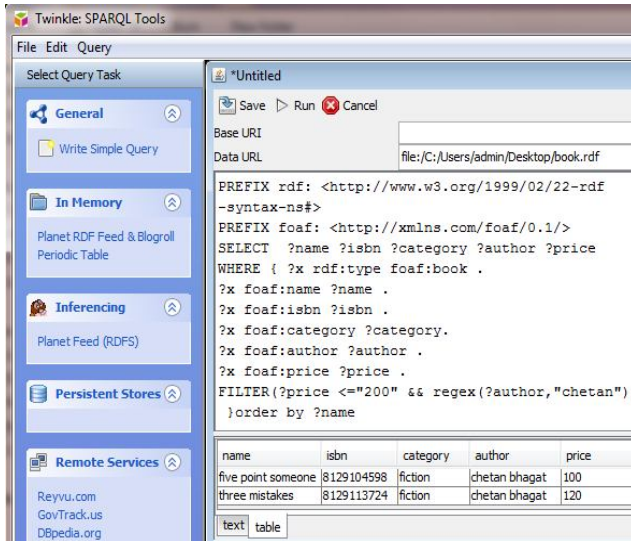 Twinkle: SPARQL Tools
File Edit Query
Select Query Task
General
Write Simple Query
In Memory
Planet RDF Feed & Blogroll
Periodic Table
Inferencing
Planet Feed (RDFS)
Persistent Stores
Remote Services
Reyvu.com
GovTrack.us
DBpedia.org
*Untitled
Save Run Cancel
Base URI
Data URL file:/C:/Users/admin/Desktop/book.rdf
PREFIX rdf: <http://www.w3.org/1999/02/22-rdf
-syntax-ns#>
PREFIX foaf: <http://xmlns.com/foaf/0.1/>
SELECT ?name ?isbn ?category ?author ?price
WHERE { ?x rdf:type foaf:book .
?x foaf:name ?name .
?x foaf:isbn ?isbn .
?x foaf:category ?category.
?x foaf:author ?author .
?x foaf:price ?price .
FILTER(?price <="200" && regex(?author,"chetan")
}order by ?name
name isbn category author price
five point someone 8129104598 fiction chetan bhagat 100
three mistakes 8129113724 fiction chetan bhagat 120
text table